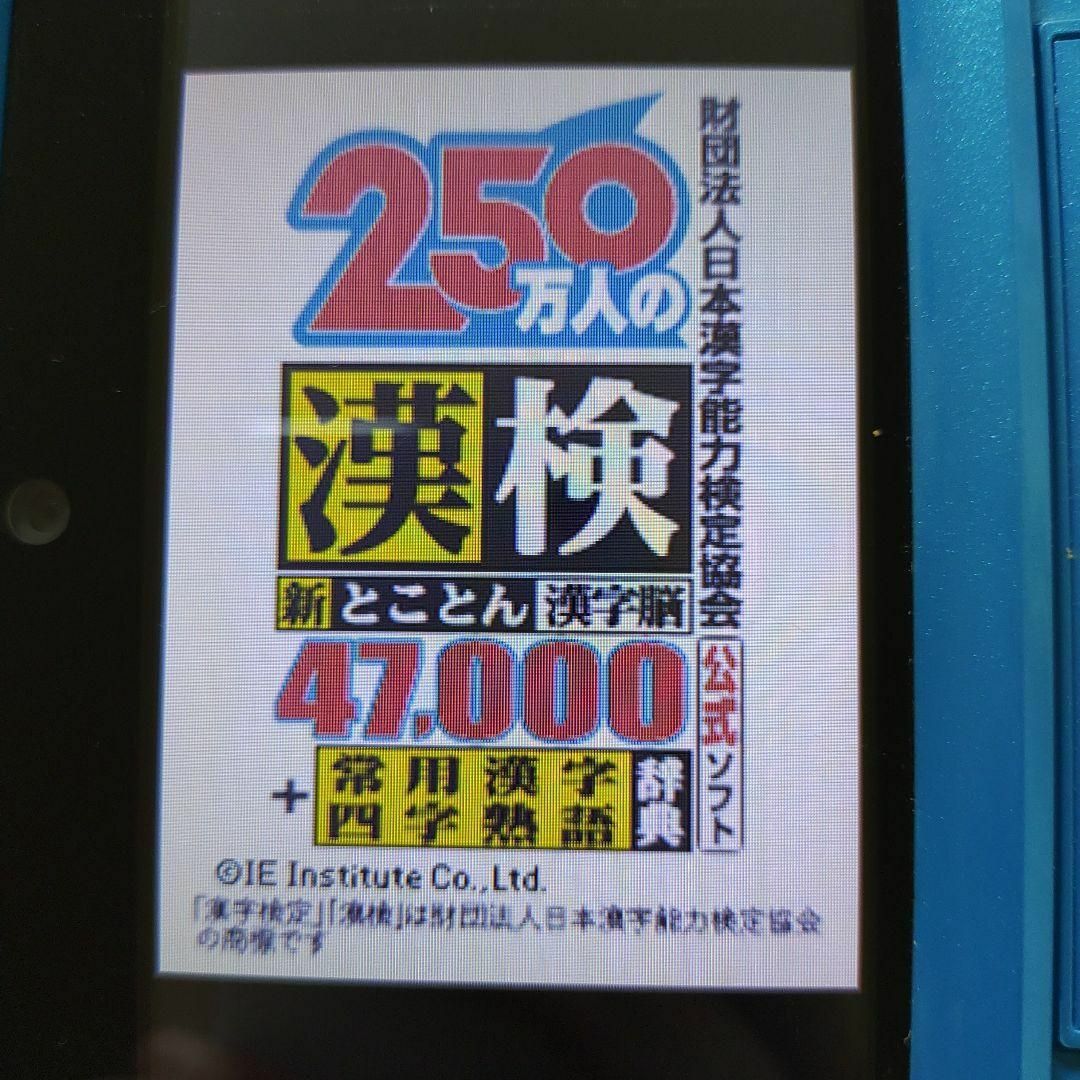 財団法人日本漢字能力検定協会
公式ソフト
250
万人の
漢検
新とことん漢字脳
47,000
+
常用漢字
四字熟語
辞典
©IE Institute Co.,Ltd.
「漢字検定」「漢検」は財団法人日本漢字能力検定協会
の商標です